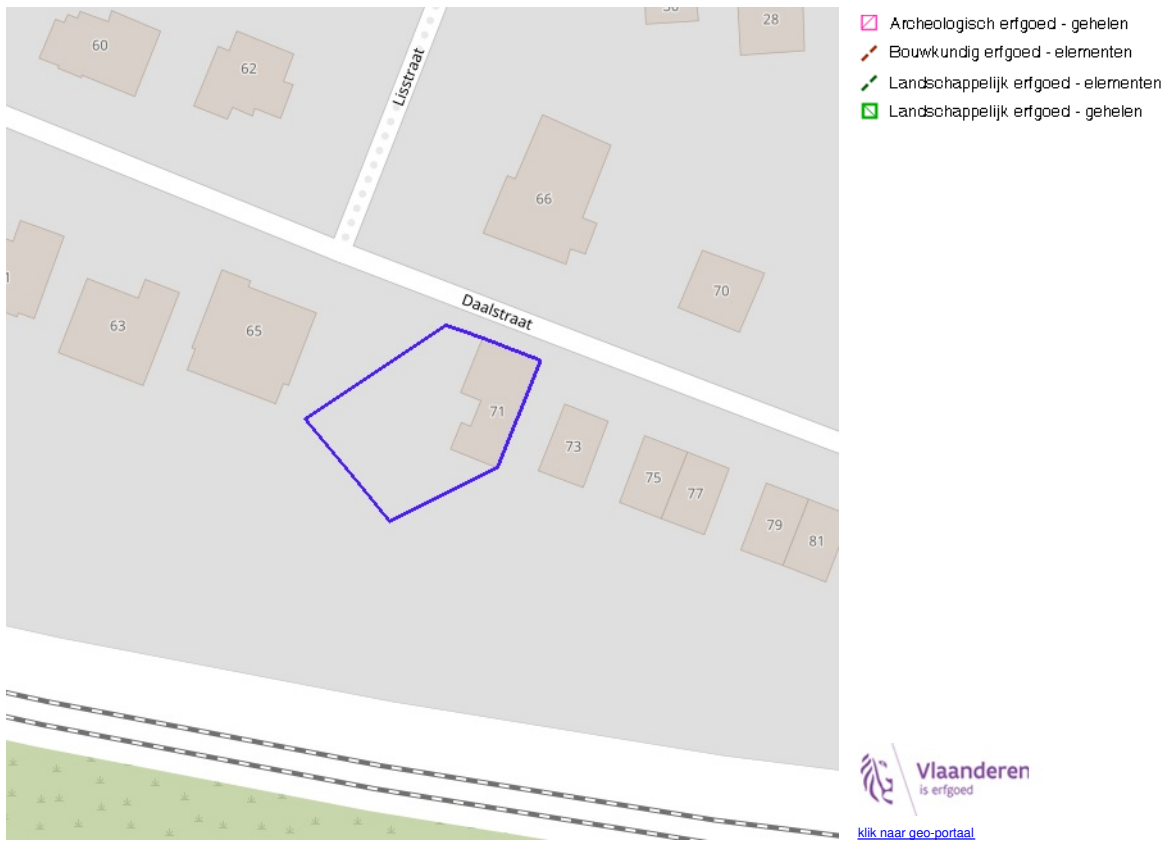 60
62
Lisstraat
28
66
70
Daalstraat
63
65
71
73
75
77
79
81
Archeologisch erfgoed - gehelen
Bouwkundig erfgoed - elementen
Landschappelijk erfgoed - elementen
Landschappelijk erfgoed - gehelen
Vlaanderen
is erfgoed
klik naar geo-portaal